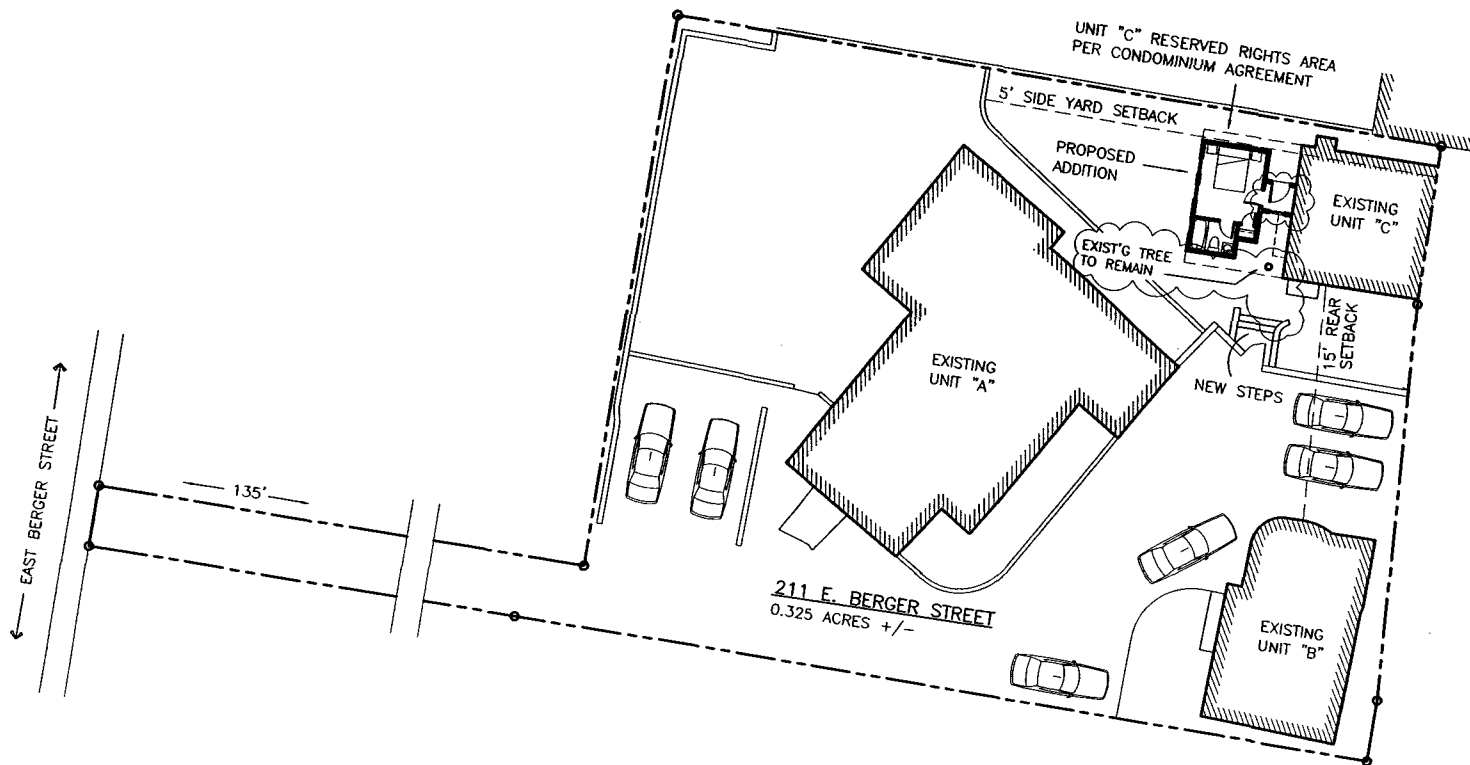 UNIT "C" RESERVED RIGHTS AREA
PER CONDOMINIUM AGREEMENT
5' SIDE YARD SETBACK
PROPOSED
ADDITION
EXISTING
UNIT "C"
EXIST'G TREE
TO REMAIN
15' REAR
SETBACK
EXISTING
UNIT "A"
NEW STEPS
EAST BERGER STREET
135'
211 E. BERGER STREET
0.325 ACRES +/-
EXISTING
UNIT "B"